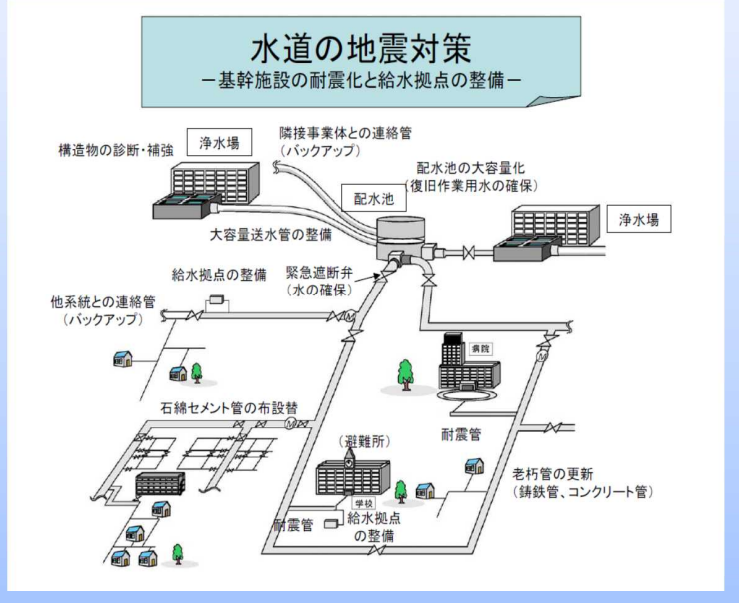 水道の地震対策
－基幹施設の耐震化と給水拠点の整備－
構造物の診断・補強
浄水場
隣接事業体との連絡管
（バックアップ）
配水池の大容量化
（復旧作業用水の確保）
配水池
浄水場
大容量送水管の整備
給水拠点の整備
緊急遮断弁
（水の確保）
他系統との連絡管
（バックアップ）
M
病院
M
石綿セメント管の布設替
M
（避難所）
耐震管
老朽管の更新
（鋳鉄管、コンクリート管）
学校
耐震管
給水拠点
の整備